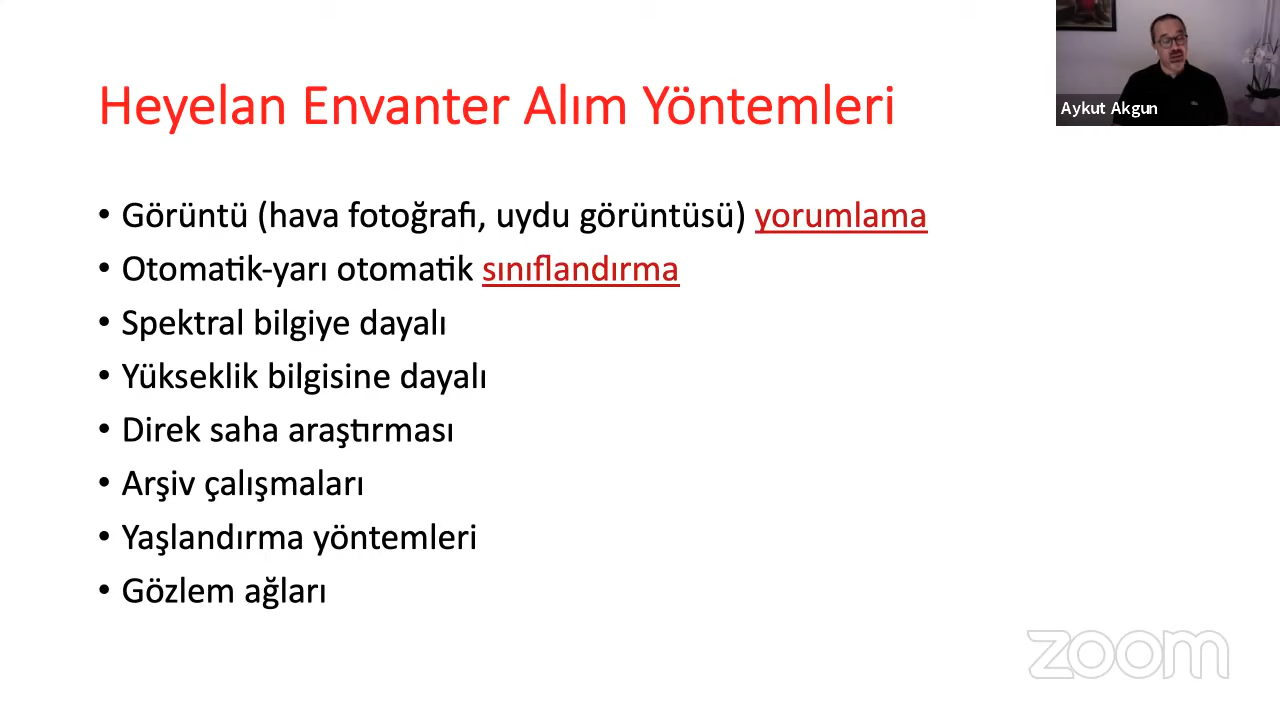 Heyelan Envanter Alım Yöntemleri
Aykut Akgun
• Görüntü (hava fotoğrafı, uydu görüntüsü) yorumlama
• Otomatik-yarı otomatik sınıflandırma
• Spektral bilgiye dayalı
• Yükseklik bilgisine dayalı
• Direk saha araştırması
• Arşiv çalışmaları
• Yaşlandırma yöntemleri
• Gözlem ağları
zoom